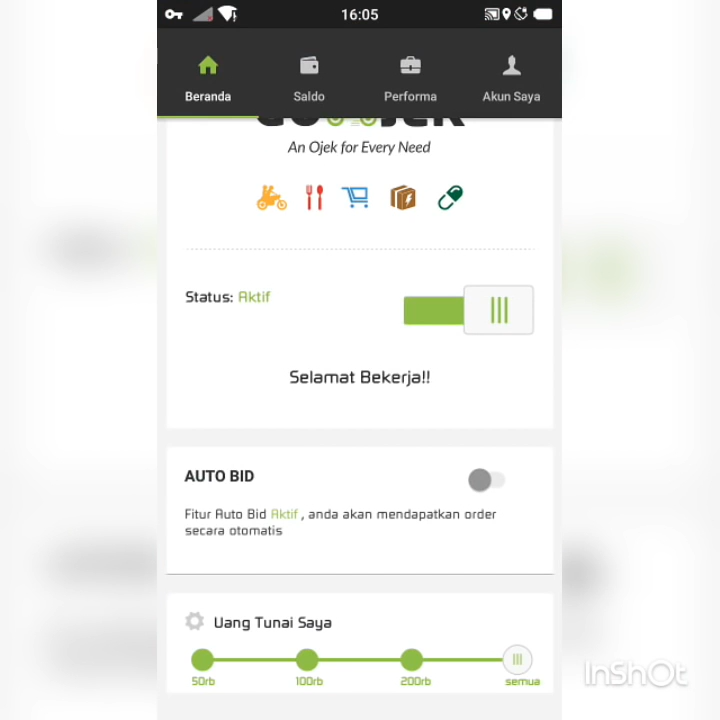 16:05
Beranda Saldo Performa Akun Saya
An Ojek for Every Need
Status: Aktif
Selamat Bekerja!!
AUTO BID
Fitur Auto Bid Aktif , anda akan mendapatkan order
secara otomatis
Uang Tunai Saya
50rb 100rb 200rb semua
InShOt